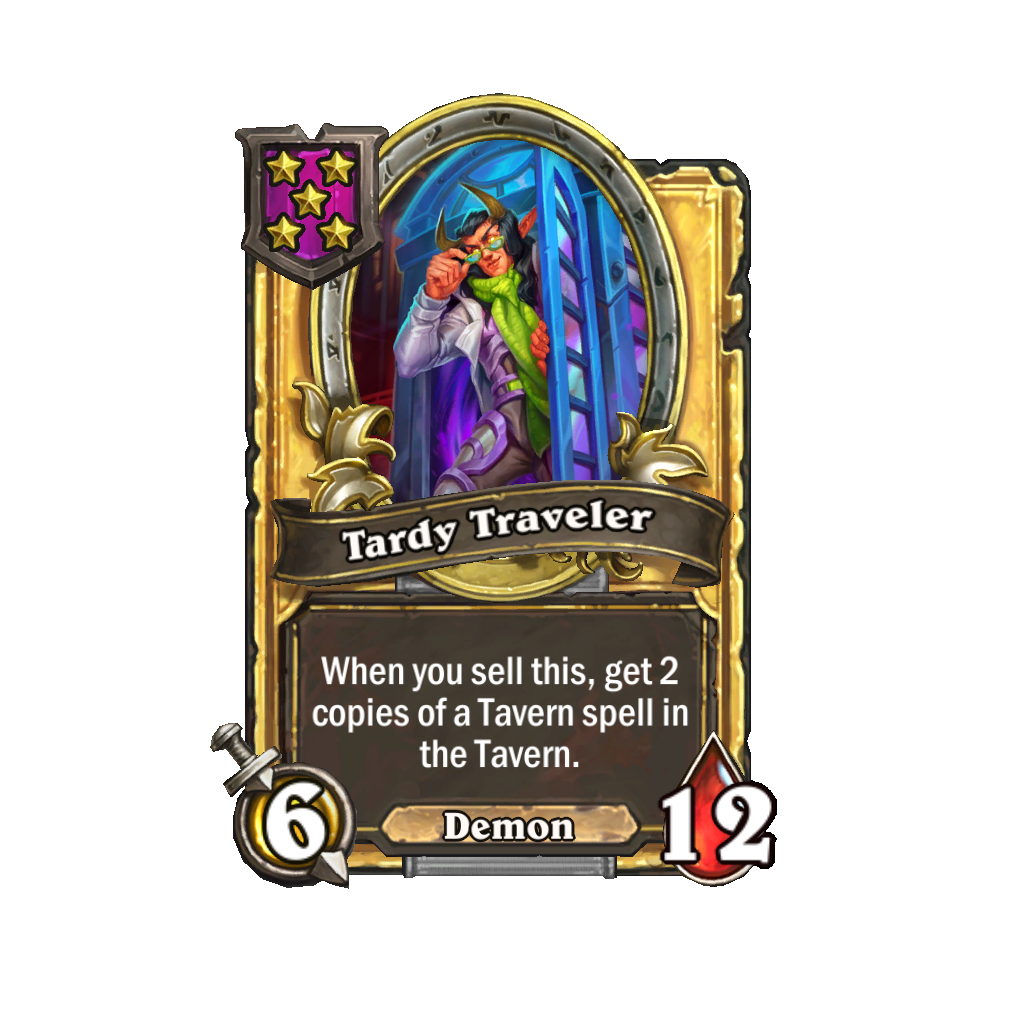 Tardy Traveler
When you sell this, get 2
copies of a Tavern spell in
the Tavern.
6
Demon
12